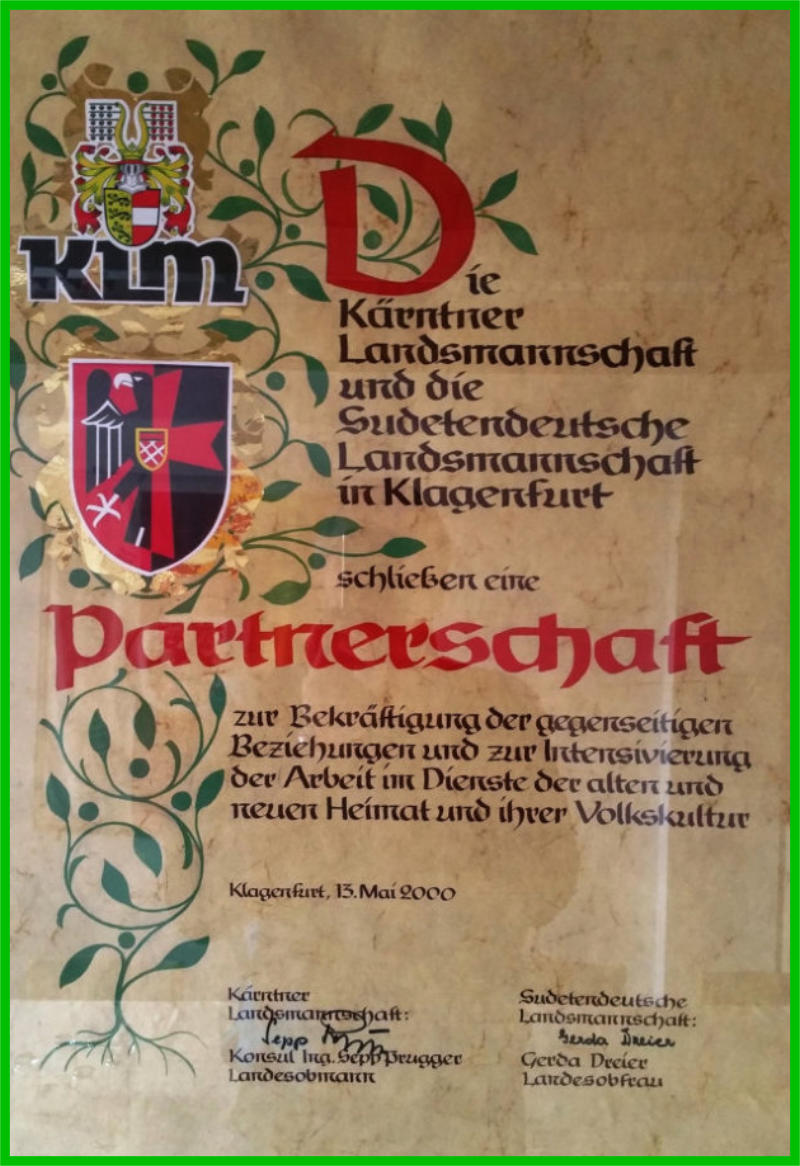 KLM
Die
Kärntner
Landsmannschaft
und die
Sudetendeutsche
Landsmannschaft
in Klagenfurt
schließen eine
Partnerschaft
zur Bekräftigung der gegenseitigen
Beziehungen und zur Intensivierung
der Arbeit im Dienste der alten und
neuen Heimat und ihrer Volkskultur
Klagenfurt, 13. Mai 2000
Kärntner
Landsmannschaft:
Sepp
Konsul Ing. Sepp Prugger
Landesobmann
Sudetendeutsche
Landsmannschaft:
Gerda Dreier
Gerda Dreier
Landesobfrau